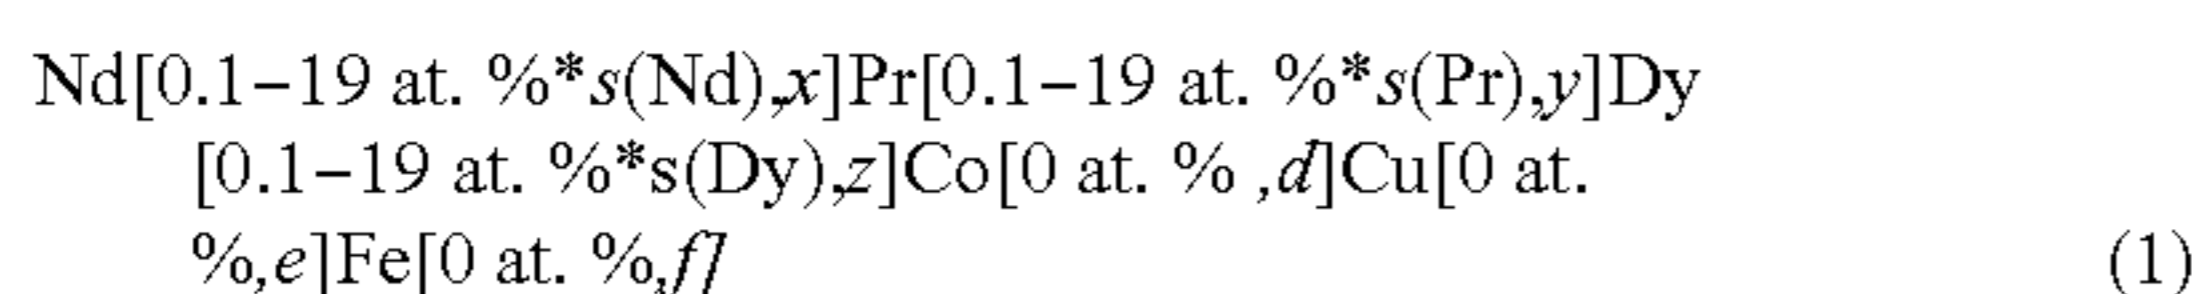 Nd[0.1–19 at. %*s(Nd),x]Pr[0.1–19 at. %*s(Pr),y]Dy
[0.1–19 at. %*s(Dy),z]Co[0 at. % ,d]Cu[0 at.
%,e]Fe[0 at. %,f] (1)